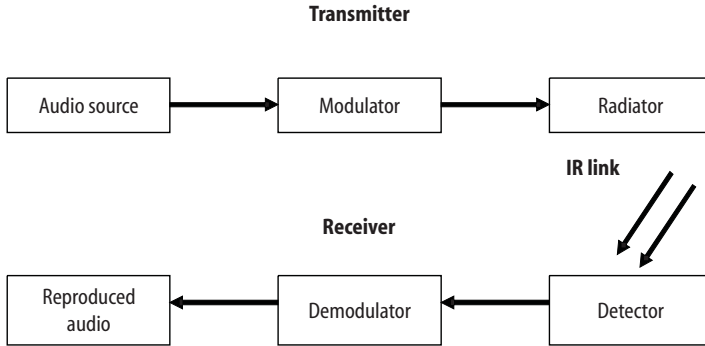 Transmitter
Audio source
Modulator
Radiator
IR link
Receiver
Reproduced
audio
Demodulator
Detector